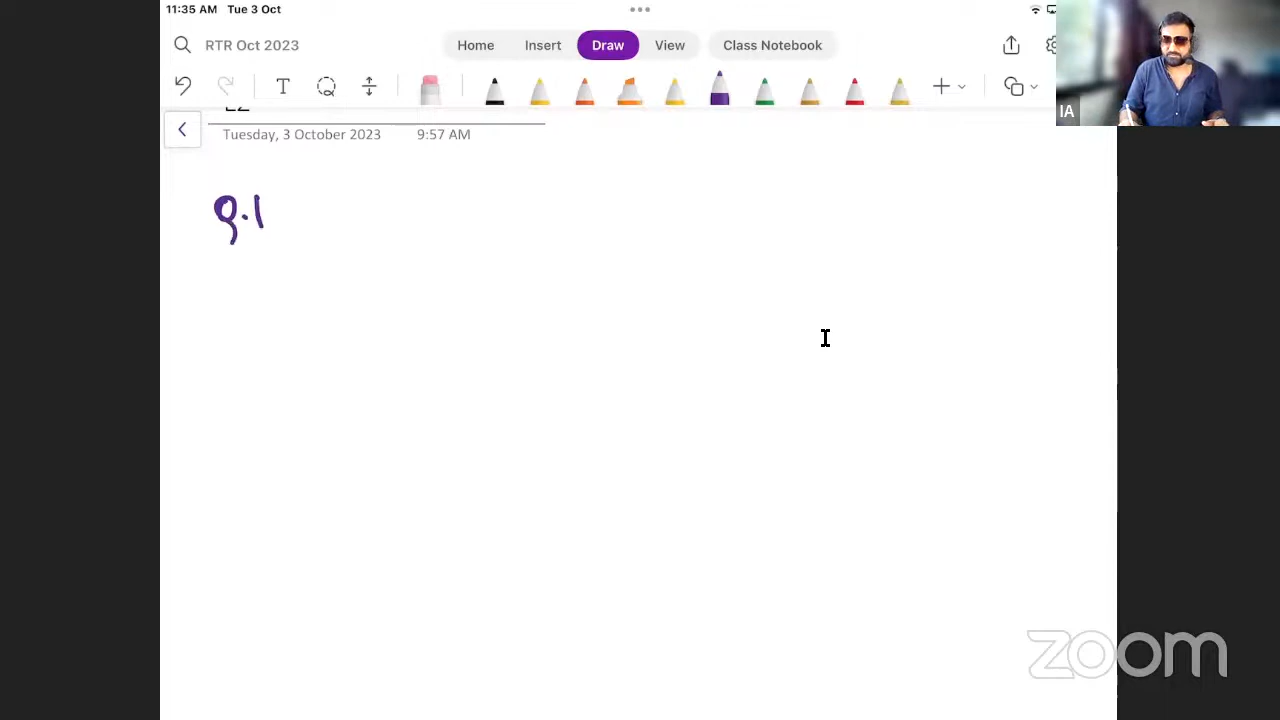 11:35 AM Tue 3 Oct
RTR Oct 2023
Home Insert Draw View Class Notebook
IA
Tuesday, 3 October 2023 9:57 AM
Q.1
zoom